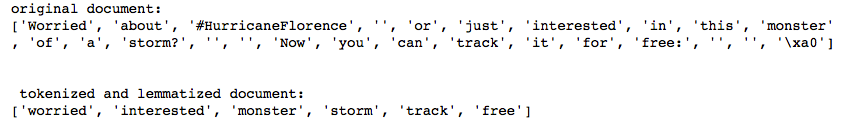 original document:
['Worried', 'about', '#HurricaneFlorence', '', 'or', 'just', 'interested', 'in', 'this', 'monster'
, 'of', 'a', 'storm?', '', '', 'Now', 'you', 'can', 'track', 'it', 'for', 'free:', '', '', '\xa0']
tokenized and lemmatized document:
['worried', 'interested', 'monster', 'storm', 'track', 'free']